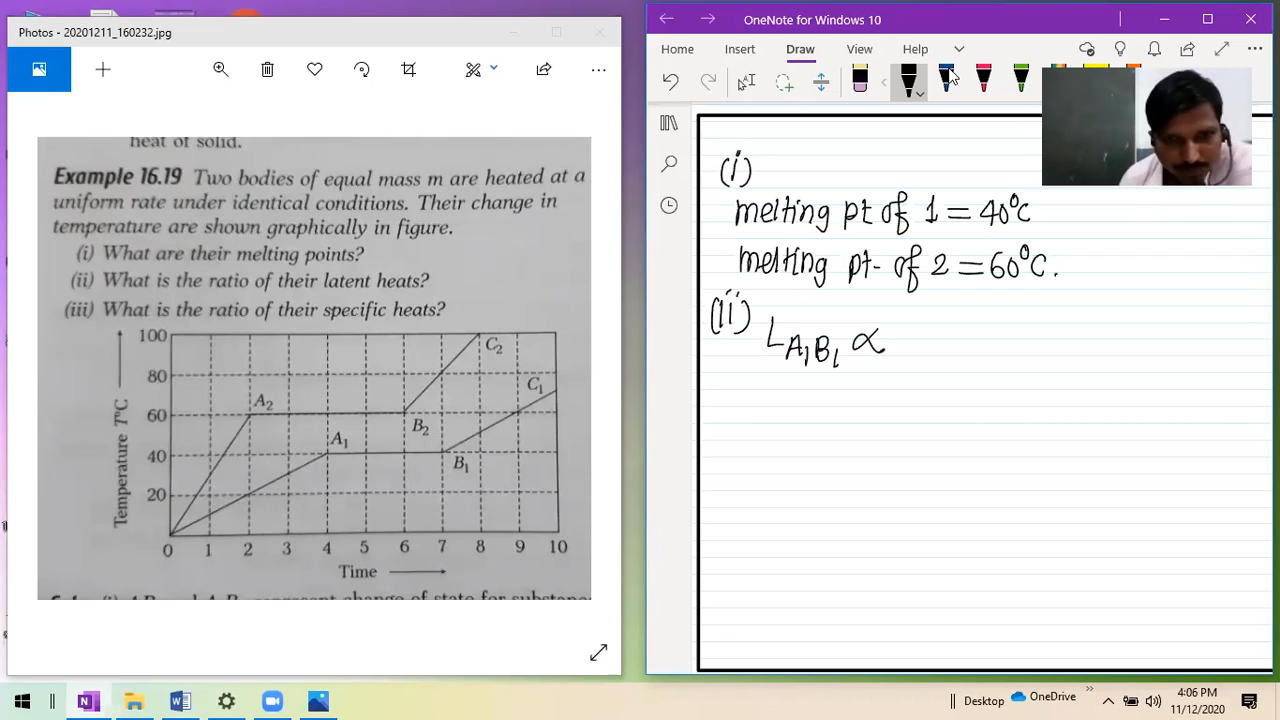 Photos - 20201211_160232.jpg
OneNote for Windows 10
Home Insert Draw View Help
heat of solid.
Example 16.19 Two bodies of equal mass m are heated at a
uniform rate under identical conditions. Their change in
temperature are shown graphically in figure.
(i) What are their melting points?
(ii) What is the ratio of their latent heats?
(iii) What is the ratio of their specific heats?
100
80
60
40
20
Temperature T°C
A2
B2
C2
A1
B1
C1
0 1 2 3 4 5 6 7 8 9 10
Time
(i)
melting pt of 1 = 40°C
melting pt- of 2 = 60°C.
(ii)
L A1B1 ∝
Desktop
OneDrive
4:06 PM
11/12/2020